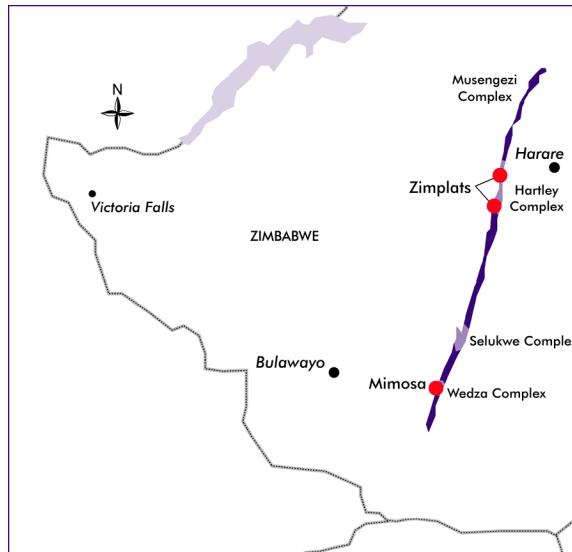 N
Musengezi
Complex
Harare
Zimplats
Hartley
Complex
Victoria Falls
ZIMBABWE
Selukwe Comple
Bulawayo
Mimosa
Wedza Complex